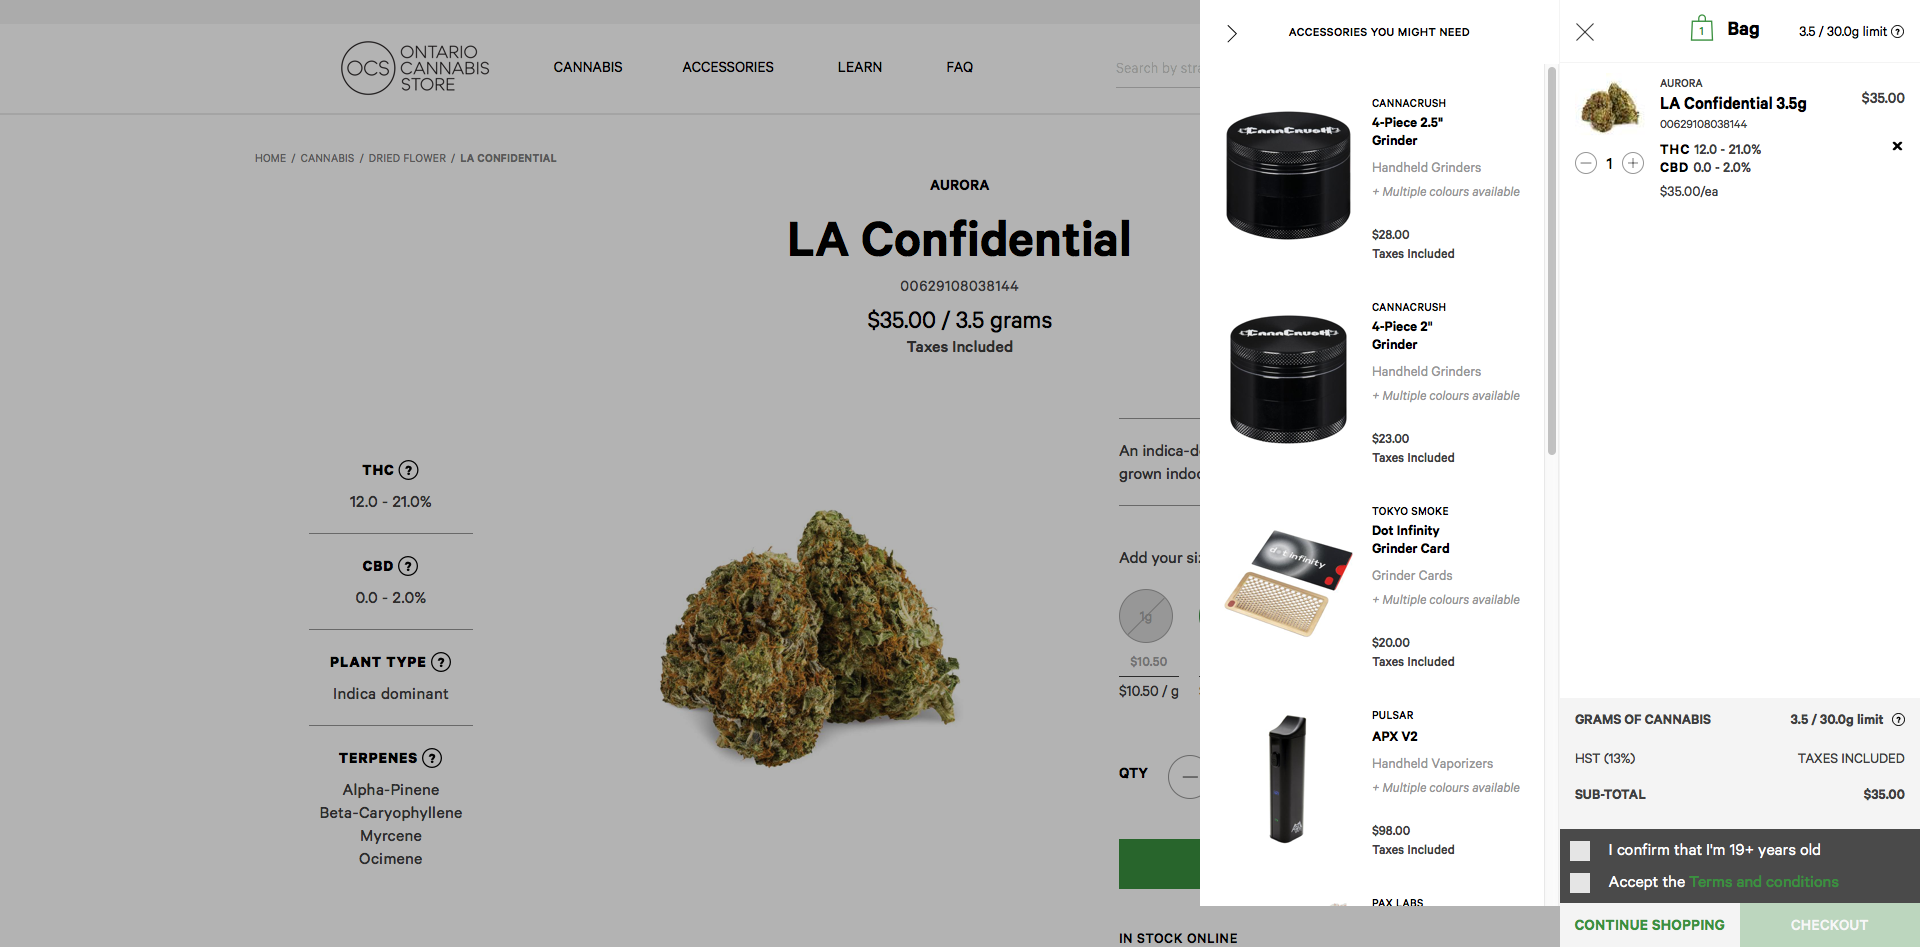 OCS
ONTARIO
CANNABIS
STORE
CANNABIS
ACCESSORIES
LEARN
FAQ
Search by stra
HOME / CANNABIS / DRIED FLOWER / LA CONFIDENTIAL
AURORA
LA Confidential
00629108038144
$35.00 / 3.5 grams
Taxes Included
THC ?
12.0 - 21.0%
CBD ?
0.0 - 2.0%
PLANT TYPE ?
Indica dominant
TERPENES ?
Alpha-Pinene
Beta-Caryophyllene
Myrcene
Ocimene
An indica-d
grown indoo
Add your siz
1g
$10.50
$10.50 / g
QTY
IN STOCK ONLINE
ACCESSORIES YOU MIGHT NEED
CannCrush
CANNACRUSH
4-Piece 2.5"
Grinder
Handheld Grinders
+ Multiple colours available
$28.00
Taxes Included
CannCrush
CANNACRUSH
4-Piece 2"
Grinder
Handheld Grinders
+ Multiple colours available
$23.00
Taxes Included
dot infinity
TOKYO SMOKE
Dot Infinity
Grinder Card
Grinder Cards
+ Multiple colours available
$20.00
Taxes Included
PULSAR
APX V2
Handheld Vaporizers
+ Multiple colours available
$98.00
Taxes Included
PAX LABS
1
Bag
3.5 / 30.0g limit ?
AURORA
LA Confidential 3.5g
$35.00
00629108038144
THC 12.0 - 21.0%
CBD 0.0 - 2.0%
1
$35.00/ea
GRAMS OF CANNABIS
3.5 / 30.0g limit ?
HST (13%)
TAXES INCLUDED
SUB-TOTAL
$35.00
I confirm that I'm 19+ years old
Accept the Terms and conditions
CONTINUE SHOPPING
CHECKOUT